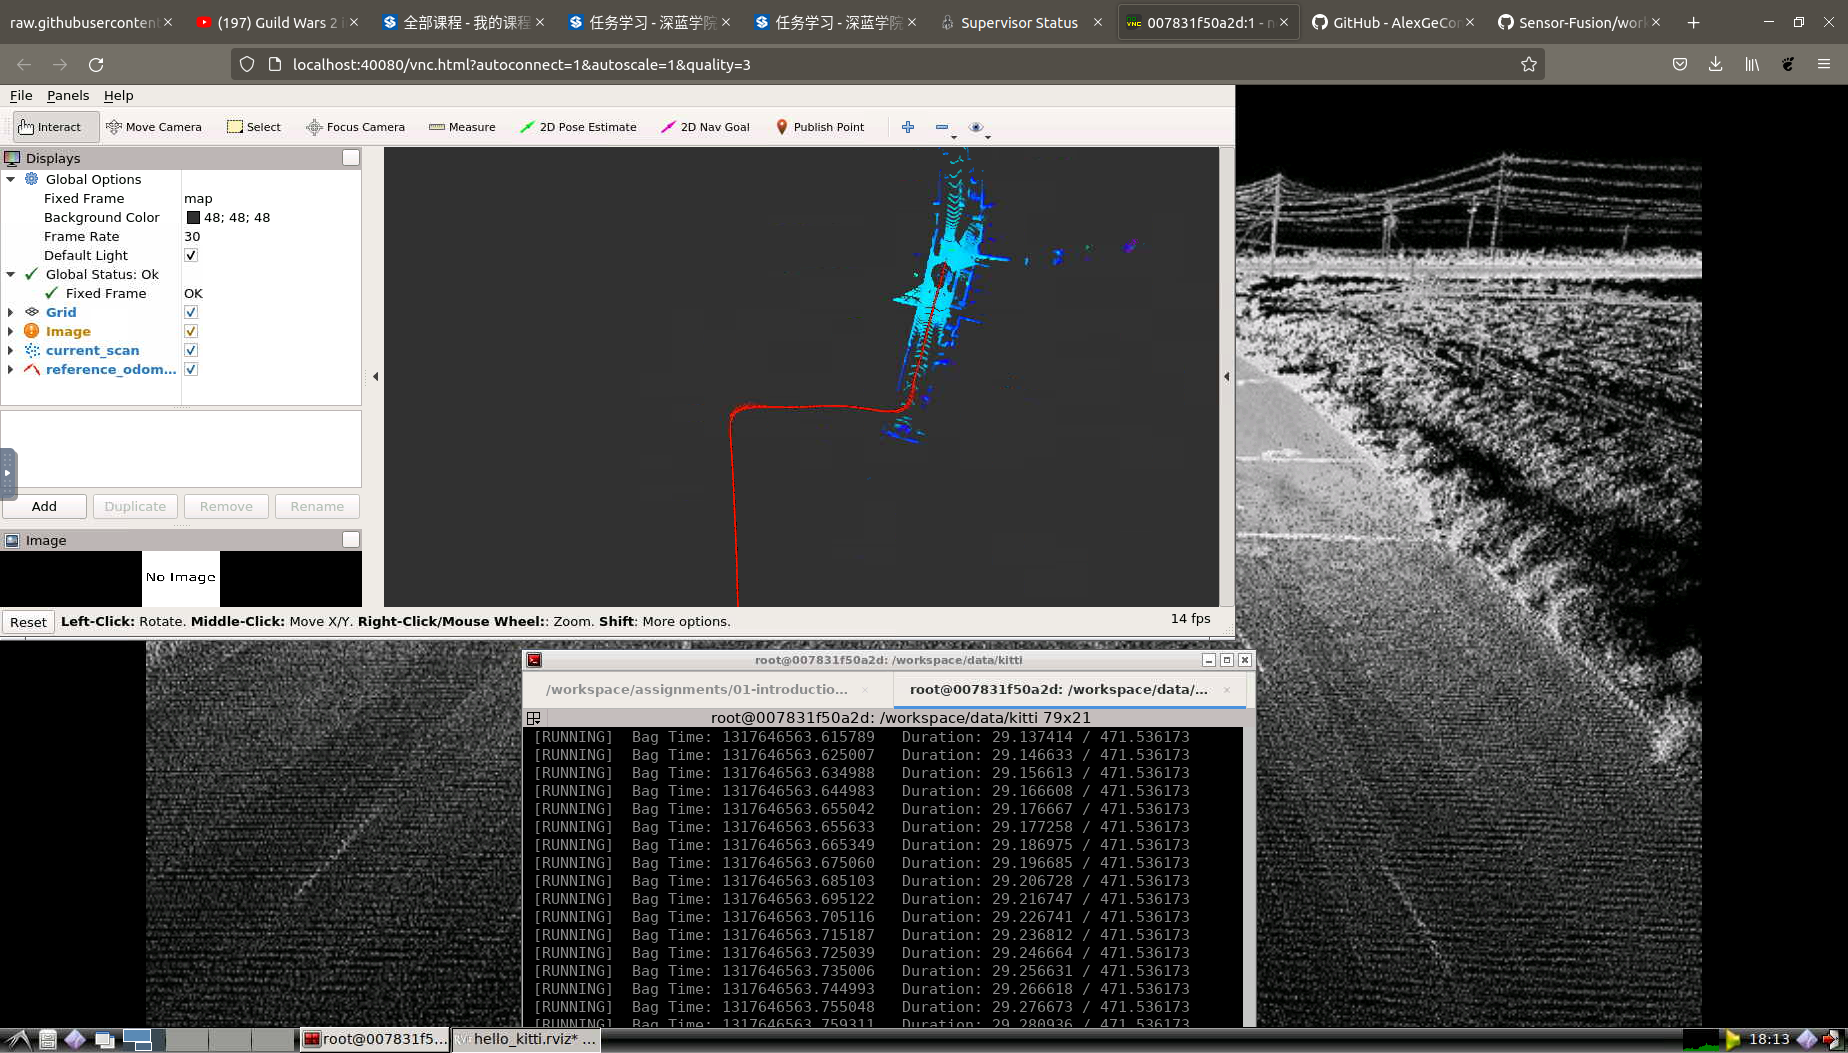 raw.githubusercontent
(197) Guild Wars 2
全部课程 - 我的课程
任务学习 - 深蓝学院
任务学习 - 深蓝学院
Supervisor Status
007831f50a2d:1 - n
GitHub - AlexGeCon
Sensor-Fusion/work
localhost:40080/vnc.html?autoconnect=1&autoscale=1&quality=3
File Panels Help
Interact Move Camera Select Focus Camera Measure 2D Pose Estimate 2D Nav Goal Publish Point
Displays
Global Options
Fixed Frame map
Background Color 48; 48; 48
Frame Rate 30
Default Light
Global Status: Ok
Fixed Frame OK
Grid
Image
current_scan
reference_odom...
Add Duplicate Remove Rename
Image
No Image
Reset Left-Click: Rotate. Middle-Click: Move X/Y. Right-Click/Mouse Wheel:: Zoom. Shift: More options.
14 fps
root@007831f50a2d: /workspace/data/kitti
/workspace/assignments/01-introductio...
root@007831f50a2d: /workspace/data/...
root@007831f50a2d: /workspace/data/kitti 79x21
[RUNNING] Bag Time: 1317646563.615789 Duration: 29.137414 / 471.536173
[RUNNING] Bag Time: 1317646563.625007 Duration: 29.146633 / 471.536173
[RUNNING] Bag Time: 1317646563.634988 Duration: 29.156613 / 471.536173
[RUNNING] Bag Time: 1317646563.644983 Duration: 29.166608 / 471.536173
[RUNNING] Bag Time: 1317646563.655042 Duration: 29.176667 / 471.536173
[RUNNING] Bag Time: 1317646563.655633 Duration: 29.177258 / 471.536173
[RUNNING] Bag Time: 1317646563.665349 Duration: 29.186975 / 471.536173
[RUNNING] Bag Time: 1317646563.675060 Duration: 29.196685 / 471.536173
[RUNNING] Bag Time: 1317646563.685103 Duration: 29.206728 / 471.536173
[RUNNING] Bag Time: 1317646563.695122 Duration: 29.216747 / 471.536173
[RUNNING] Bag Time: 1317646563.705116 Duration: 29.226741 / 471.536173
[RUNNING] Bag Time: 1317646563.715187 Duration: 29.236812 / 471.536173
[RUNNING] Bag Time: 1317646563.725039 Duration: 29.246664 / 471.536173
[RUNNING] Bag Time: 1317646563.735006 Duration: 29.256631 / 471.536173
[RUNNING] Bag Time: 1317646563.744993 Duration: 29.266618 / 471.536173
[RUNNING] Bag Time: 1317646563.755048 Duration: 29.276673 / 471.536173
[RUNNING] Bag Time: 1317646563.759311 Duration: 29.280936 / 471.536173
root@007831f5...
hello_kitti.rviz* ...
18:13